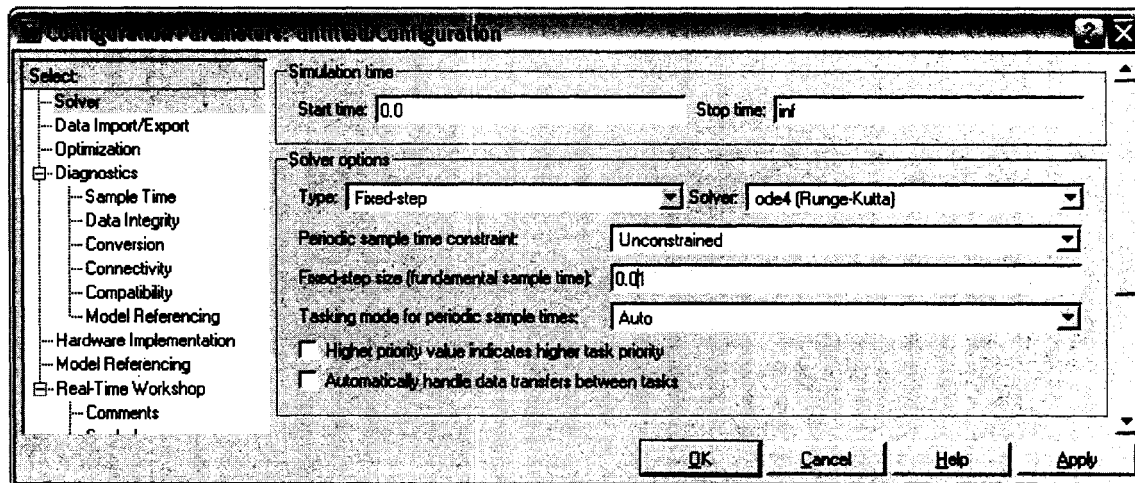 Configuration Parameters: untitled/Configuration
Select:
Solver
Data Import/Export
Optimization
Diagnostics
Sample Time
Data Integrity
Conversion
Connectivity
Compatibility
Model Referencing
Hardware Implementation
Model Referencing
Real-Time Workshop
Comments
Simulation time
Start time: 0.0
Stop time: inf
Solver options
Type: Fixed-step
Solver: ode4 (Runge-Kutta)
Periodic sample time constraint: Unconstrained
Fixed-step size (fundamental sample time): 0.01
Tasking mode for periodic sample times: Auto
Higher priority value indicates higher task priority
Automatically handle data transfers between tasks
OK
Cancel
Help
Apply